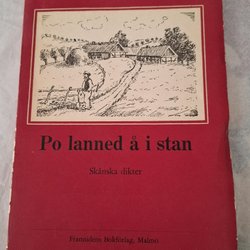 Po lanned å i stan
Skånska dikter
Framtidens Bokförlag, Malmö